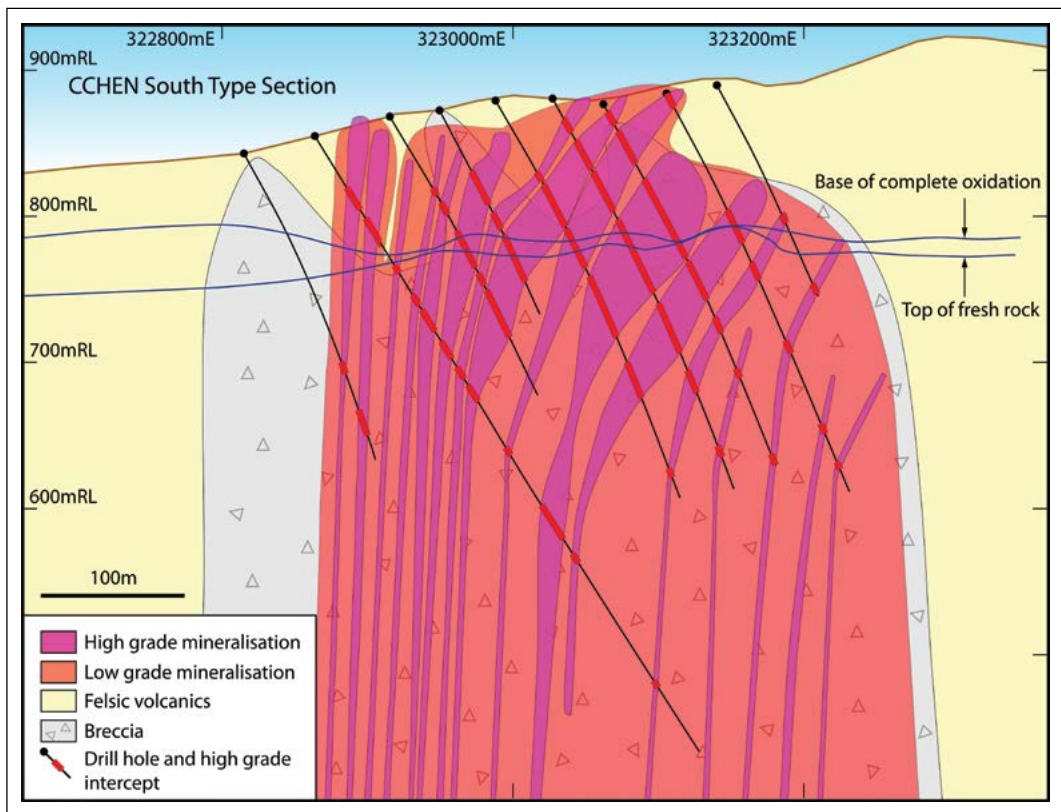 322800mE
323000mE
323200mE
900mRL
CCHEN South Type Section
Base of complete oxidation
800mRL
Top of fresh rock
700mRL
600mRL
100m
High grade mineralisation
Low grade mineralisation
Felsic volcanics
Breccia
Drill hole and high grade
intercept